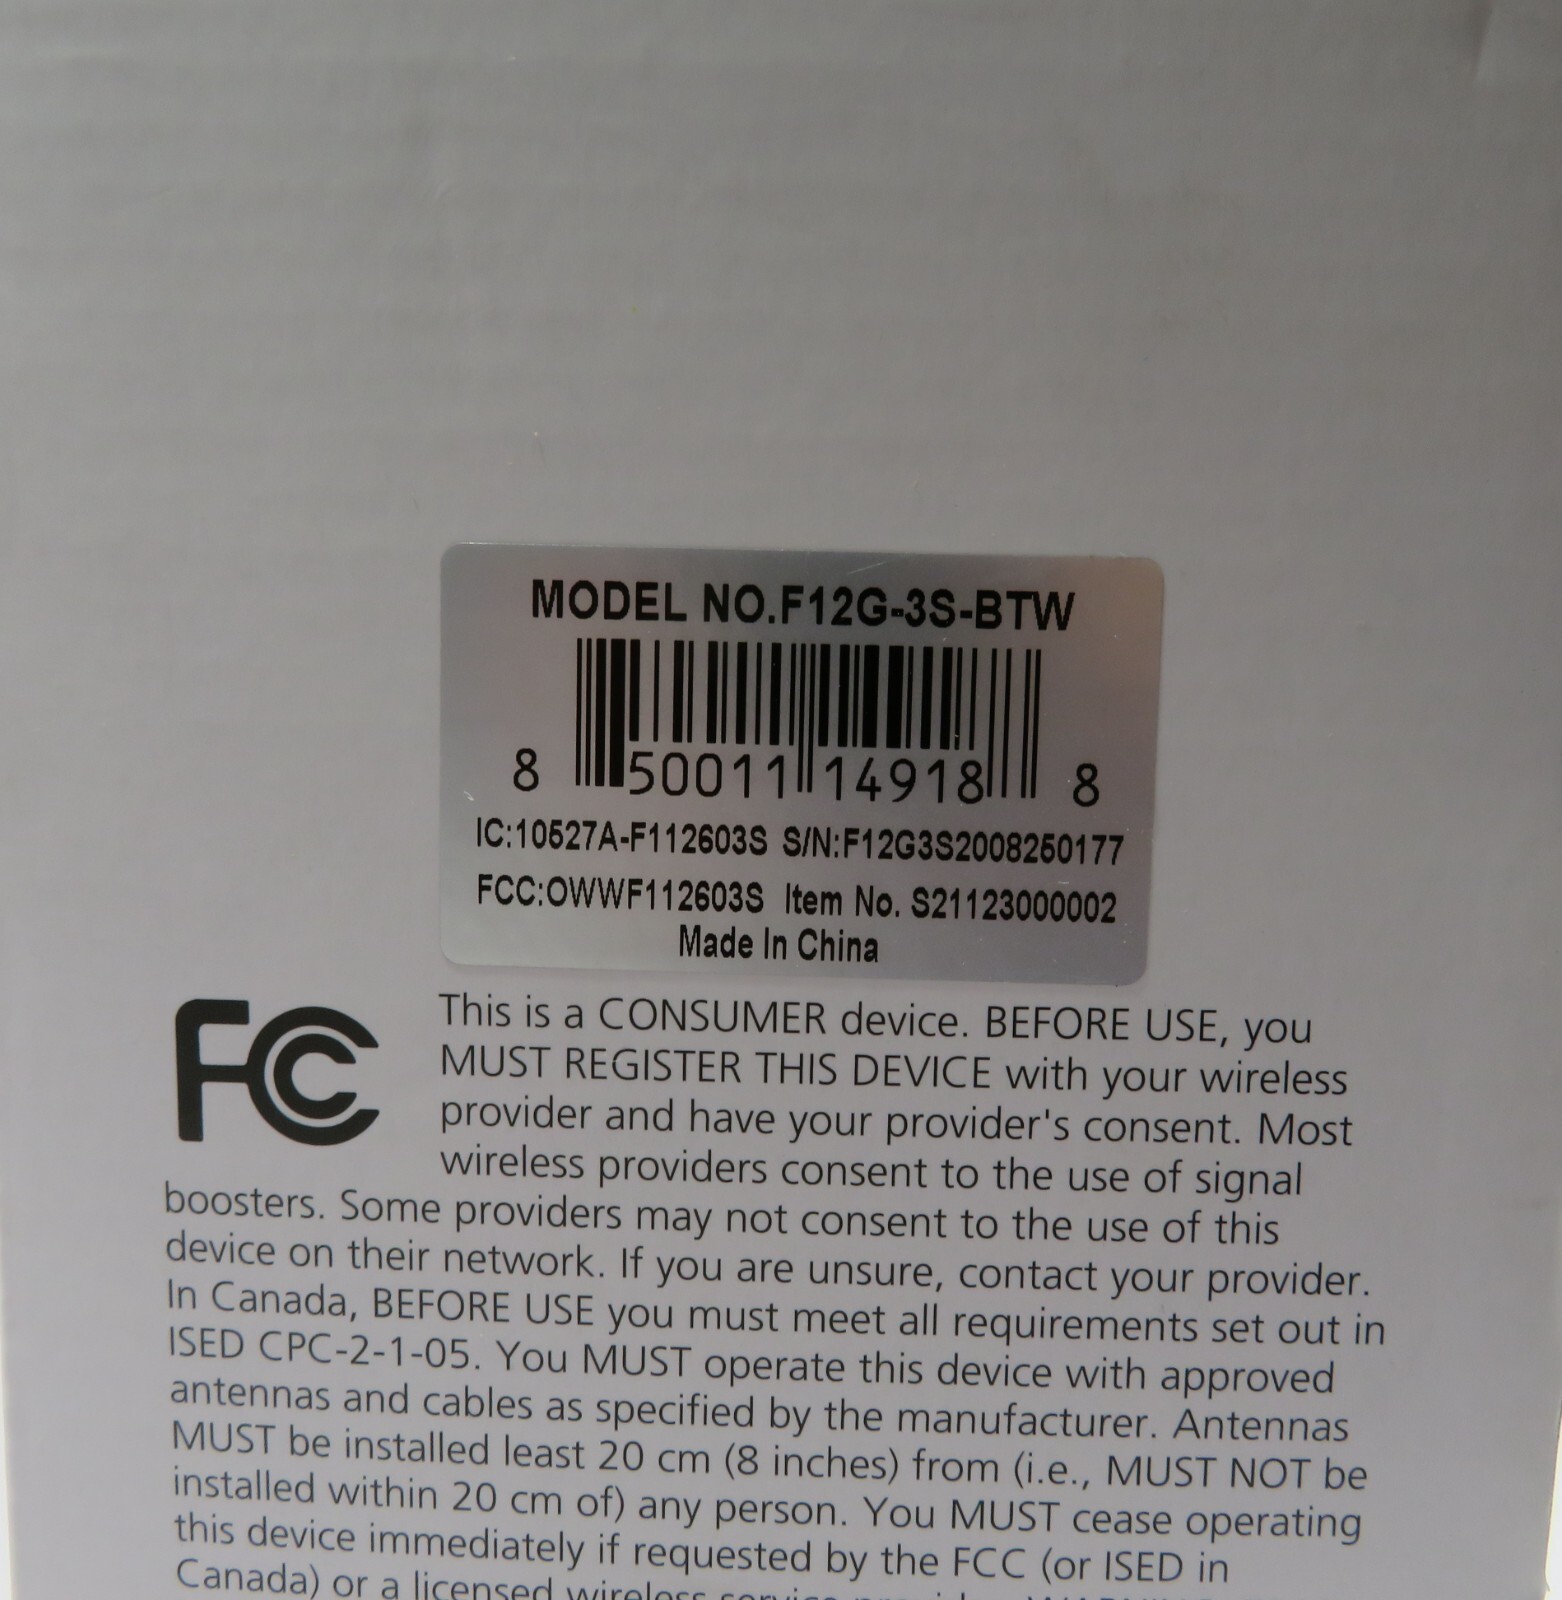 MODEL NO.F12G-3S-BTW
8 50011 14918 8
IC:10527A-F112603S S/N:F12G3S2008250177
FCC:OWWF112603S Item No. S21123000002
Made In China
FC
This is a CONSUMER device. BEFORE USE, you
MUST REGISTER THIS DEVICE with your wireless
provider and have your provider's consent. Most
wireless providers consent to the use of signal
boosters. Some providers may not consent to the use of this
device on their network. If you are unsure, contact your provider.
In Canada, BEFORE USE you must meet all requirements set out in
ISED CPC-2-1-05. You MUST operate this device with approved
antennas and cables as specified by the manufacturer. Antennas
MUST be installed least 20 cm (8 inches) from (i.e., MUST NOT be
installed within 20 cm of) any person. You MUST cease operating
this device immediately if requested by the FCC (or ISED in
Canada) or a licensed wireless service